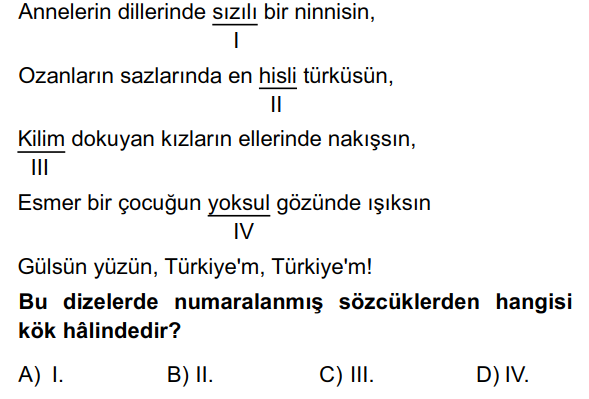 Annelerin dillerinde sızılı bir ninnisin,
I
Ozanların sazlarında en hisli türküsün,
II
Kilim dokuyan kızların ellerinde nakışsın,
III
Esmer bir çocuğun yoksul gözünde ışıksın
IV
Gülsün yüzün, Türkiye'm, Türkiye'm!
Bu dizelerde numaralanmış sözcüklerden hangisi
kök hâlindedir?
A) I. B) II. C) III. D) IV.